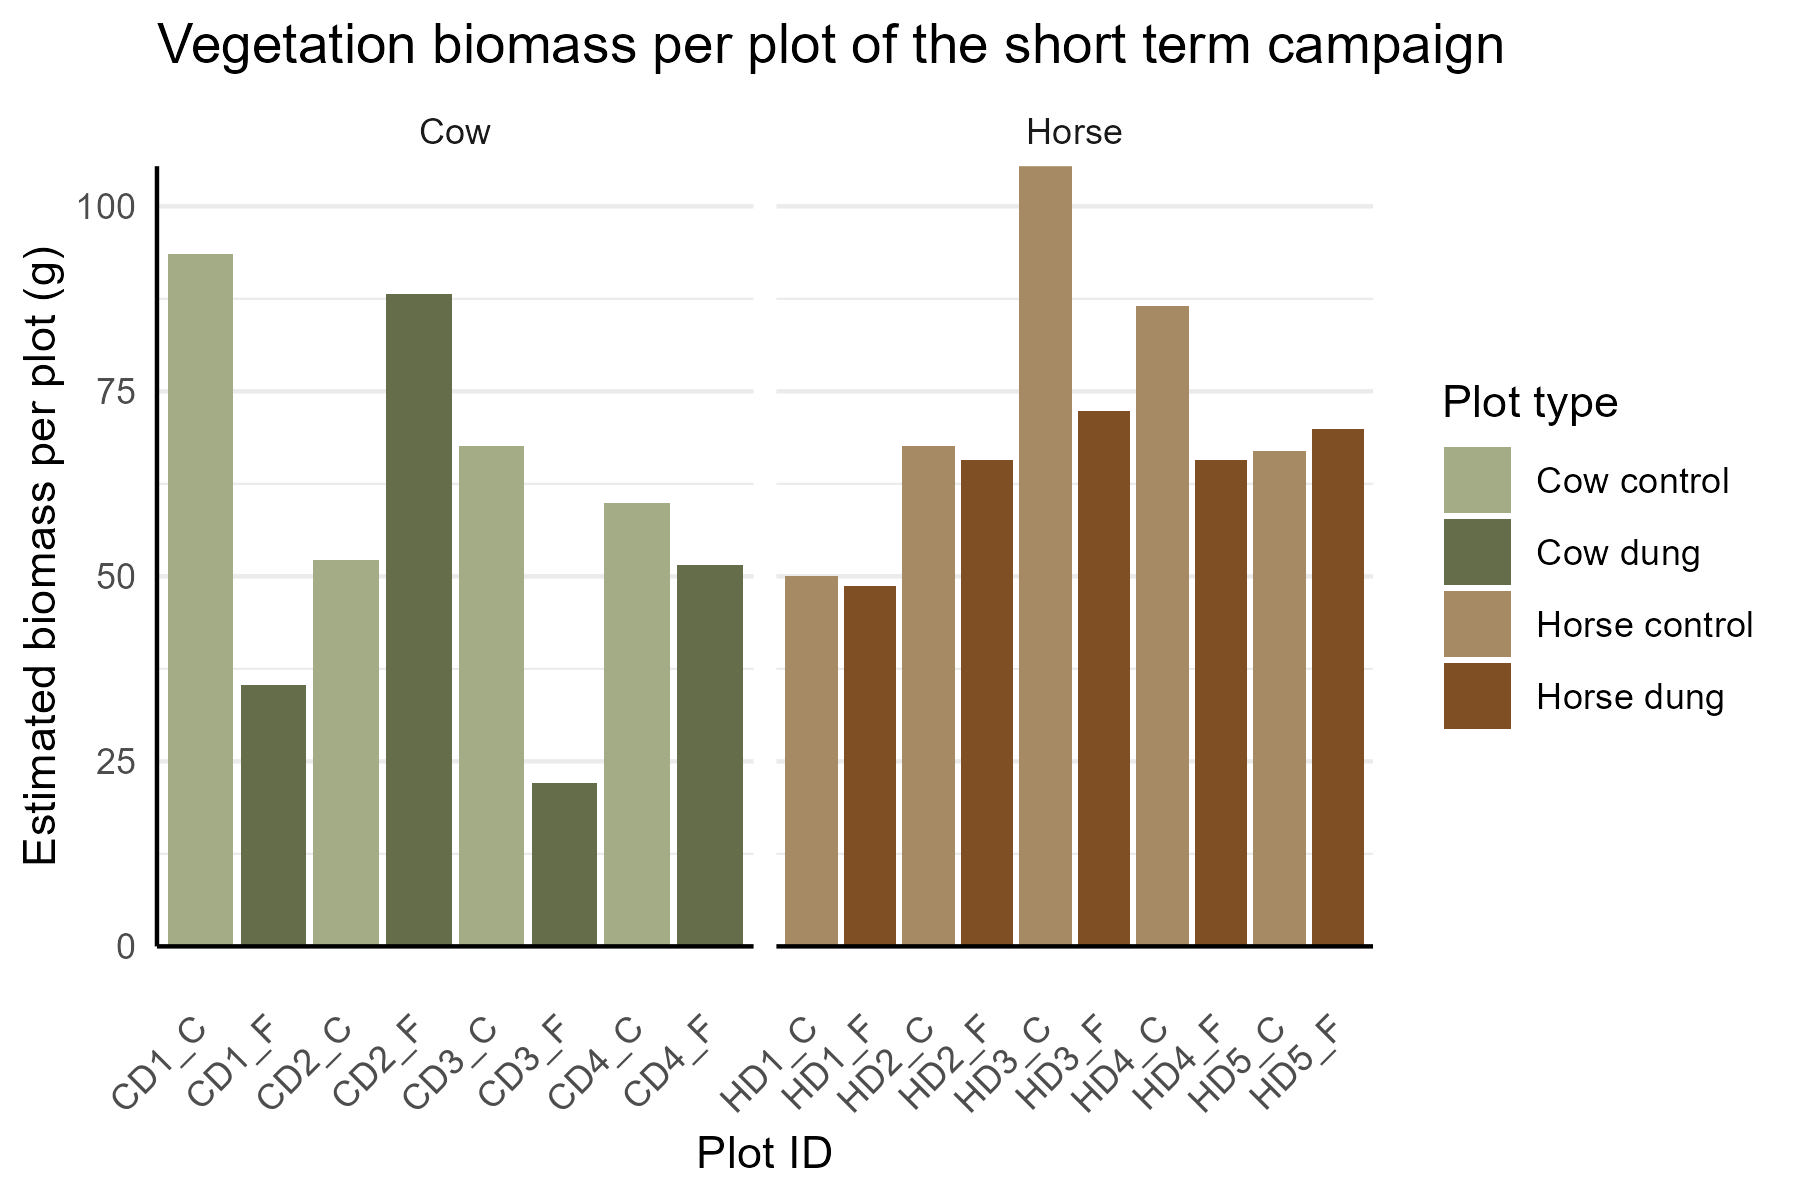 Vegetation biomass per plot of the short term campaign
Cow
Horse
Estimated biomass per plot (g)
100
75
50
25
0
CD1_C
CD1_F
CD2_C
CD2_F
CD3_C
CD3_F
CD4_C
CD4_F
HD1_C
HD1_F
HD2_C
HD2_F
HD3_C
HD3_F
HD4_C
HD4_F
HD5_C
HD5_F
Plot ID
Plot type
Cow control
Cow dung
Horse control
Horse dung